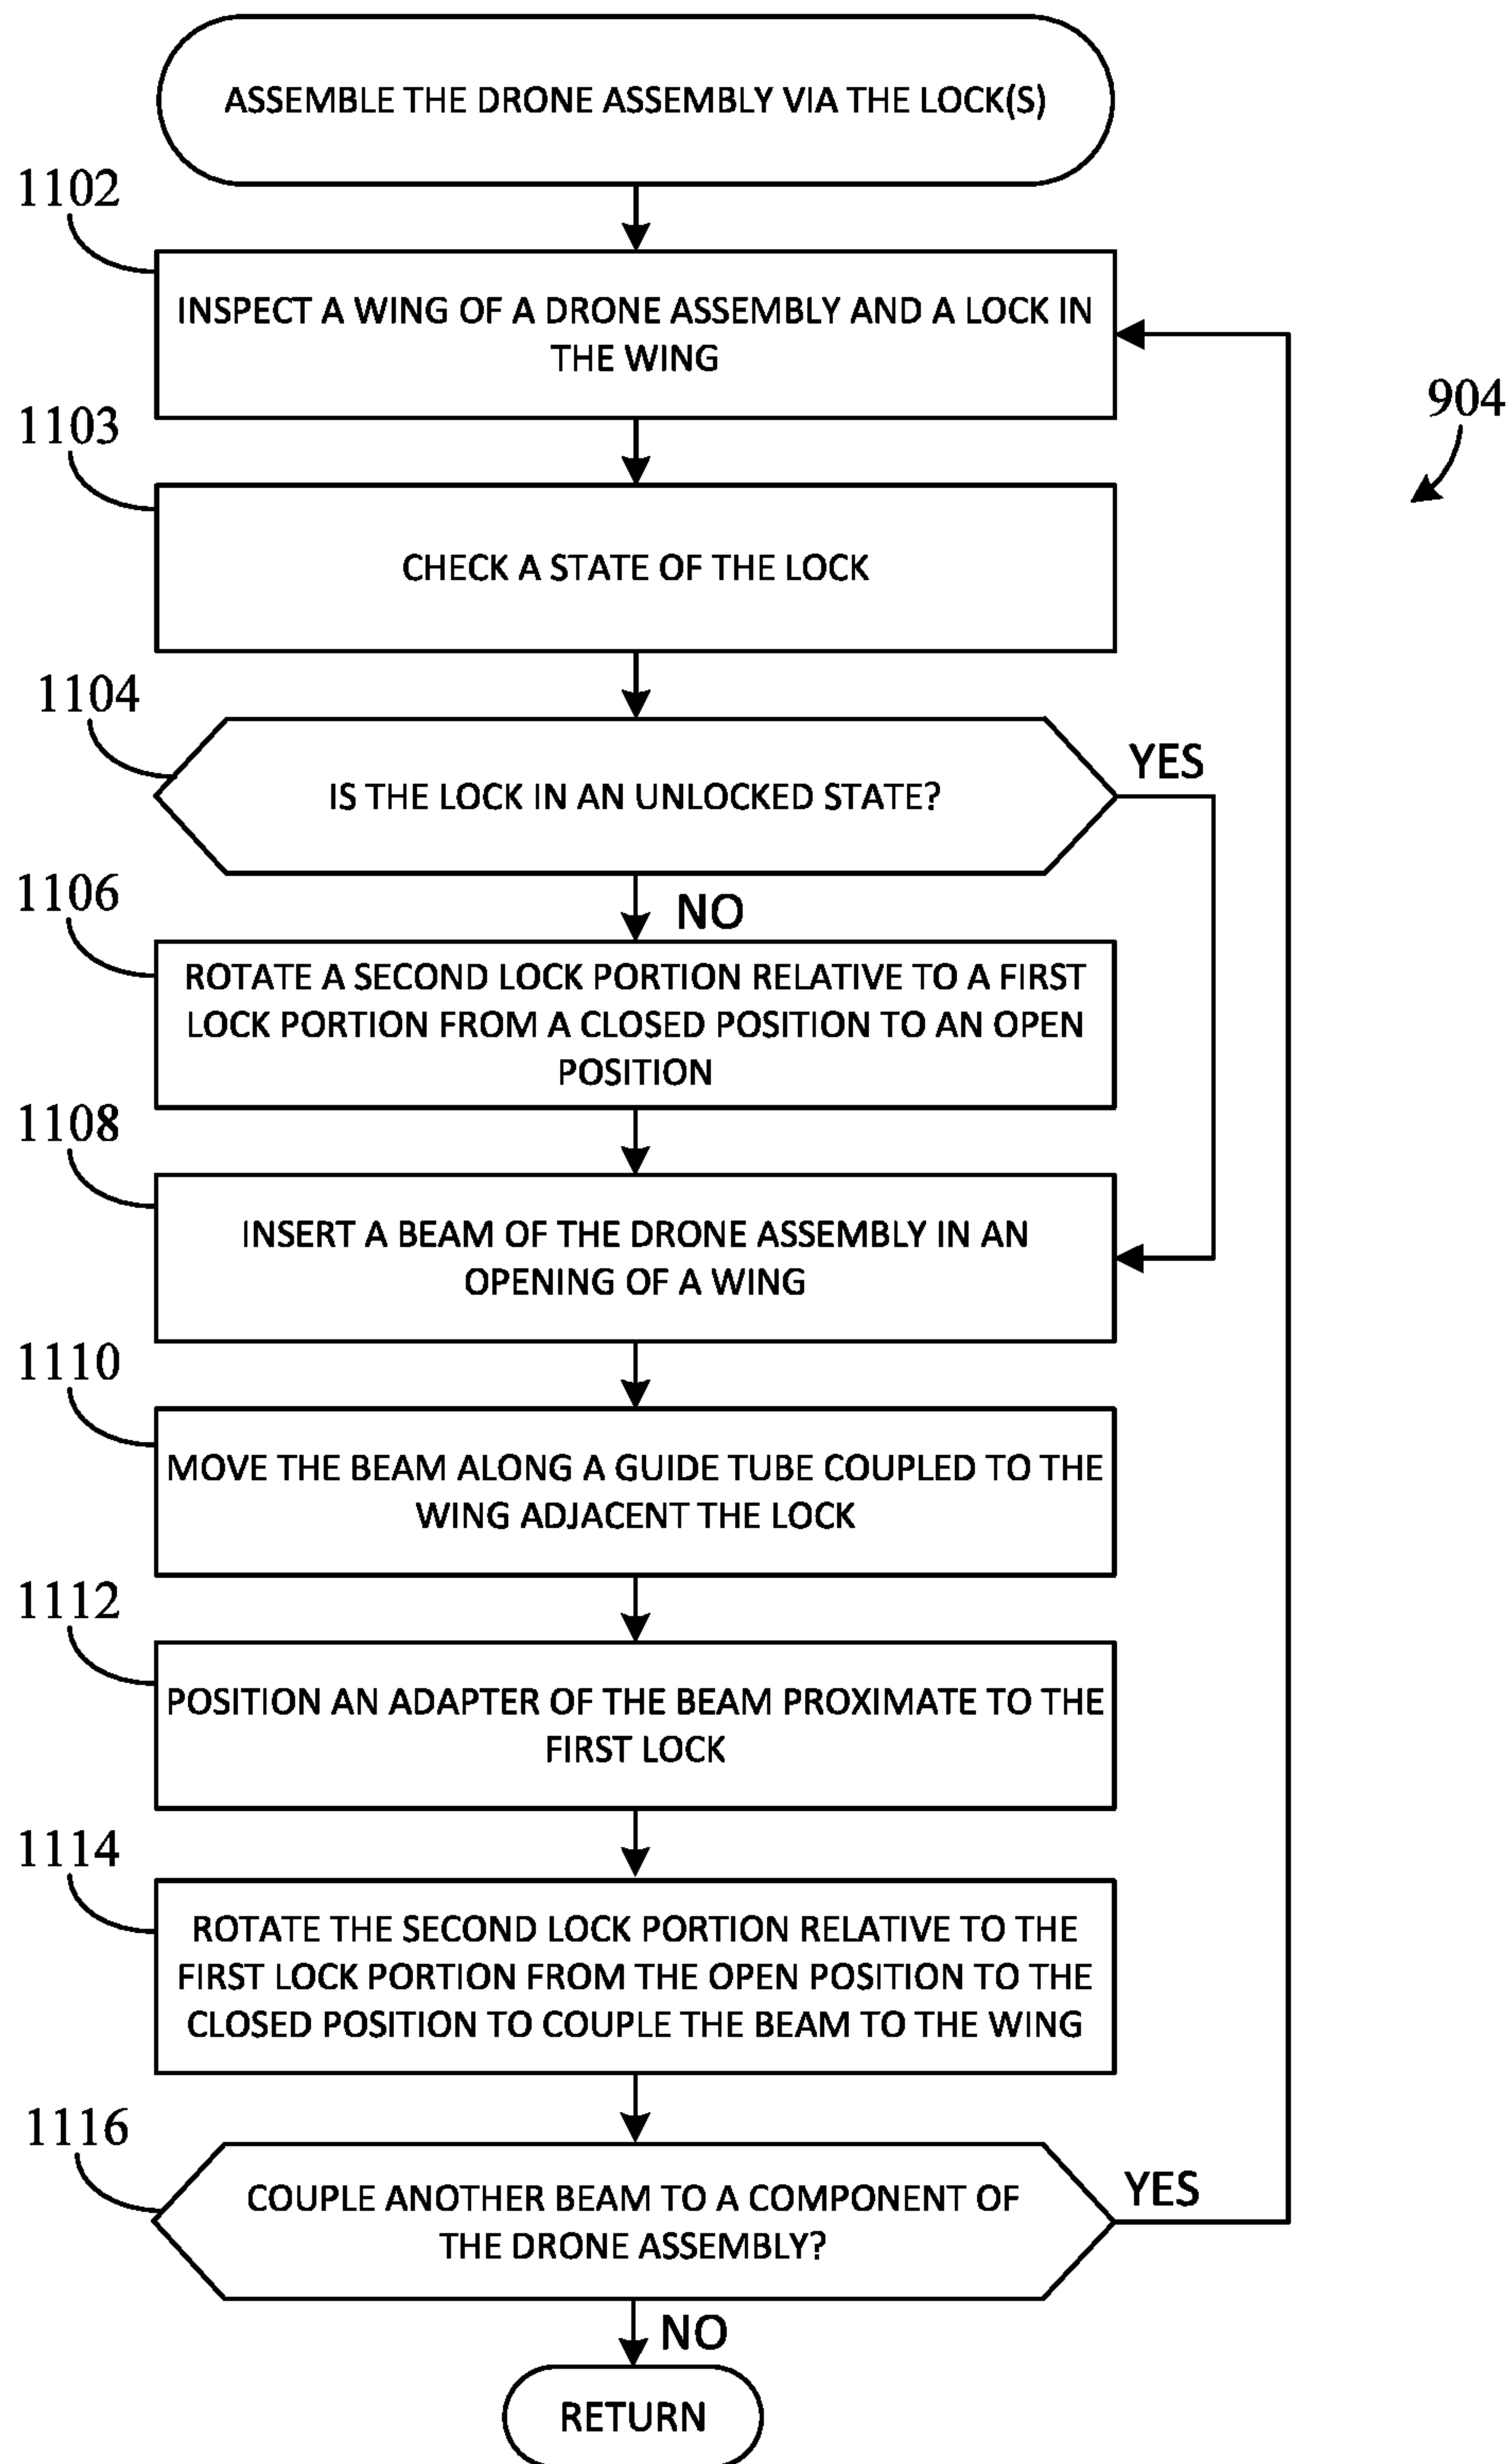 ASSEMBLE THE DRONE ASSEMBLY VIA THE LOCK(S)
1102
INSPECT A WING OF A DRONE ASSEMBLY AND A LOCK IN
THE WING
904
1103
CHECK A STATE OF THE LOCK
1104
IS THE LOCK IN AN UNLOCKED STATE?
YES
NO
1106
ROTATE A SECOND LOCK PORTION RELATIVE TO A FIRST
LOCK PORTION FROM A CLOSED POSITION TO AN OPEN
POSITION
1108
INSERT A BEAM OF THE DRONE ASSEMBLY IN AN
OPENING OF A WING
1110
MOVE THE BEAM ALONG A GUIDE TUBE COUPLED TO THE
WING ADJACENT THE LOCK
1112
POSITION AN ADAPTER OF THE BEAM PROXIMATE TO THE
FIRST LOCK
1114
ROTATE THE SECOND LOCK PORTION RELATIVE TO THE
FIRST LOCK PORTION FROM THE OPEN POSITION TO THE
CLOSED POSITION TO COUPLE THE BEAM TO THE WING
1116
COUPLE ANOTHER BEAM TO A COMPONENT OF
THE DRONE ASSEMBLY?
YES
NO
RETURN